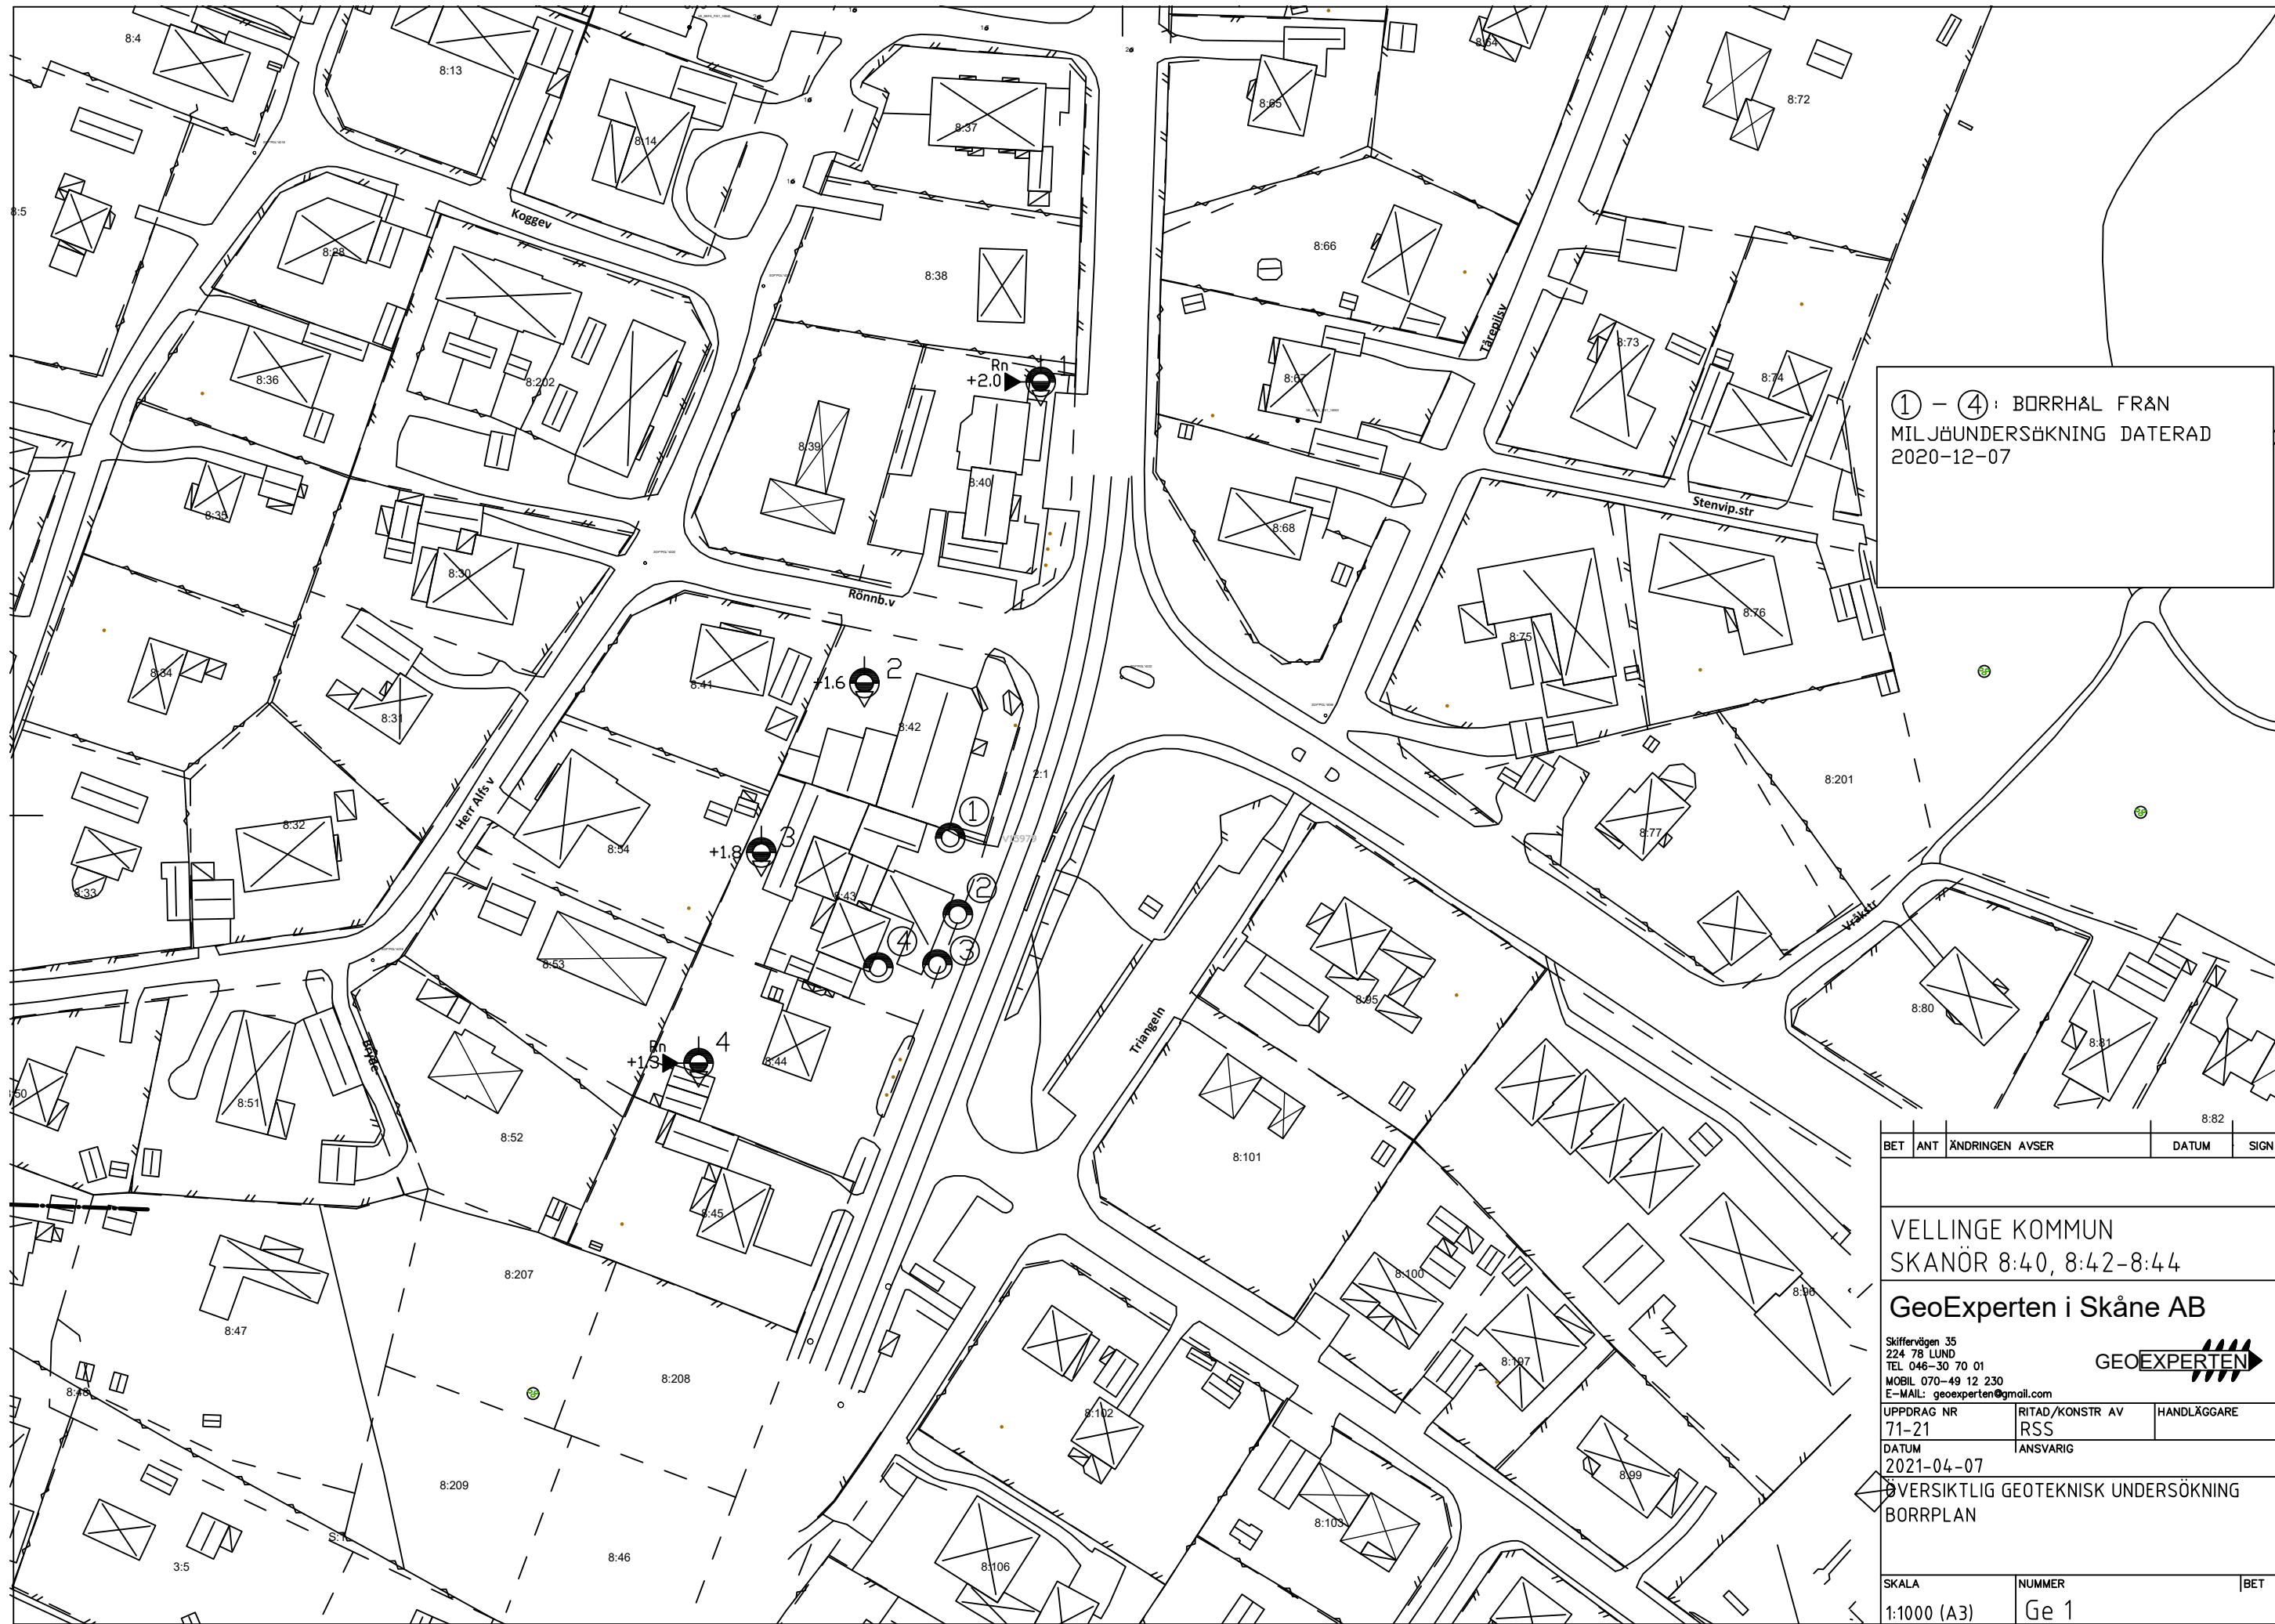 8:4
8:13
8:14
8:37
8:65
8:64
8:72
8:5
8:28
Koggev
8:38
8:66
Tårepilsv
8:36
8:202
Rn
+2.0
1
8:67
8:73
8:74
① – ④: BORRHÅL FRÅN
MILJÖUNDERSÖKNING DATERAD
2020-12-07
8:39
8:40
8:35
8:68
Stenvip.str
8:30
Rönnb.v
8:75
8:76
8:34
8:41
+1.6
2
8:31
8:42
2:1
8:201
Herr Alfs v
8:32
8:54
+1.8
3
①
8:77
8:33
8:43
②
Vråkstr
④
③
8:53
8:95
8:80
Triangeln
Bryde
Rn
+1.3
4
8:44
8:81
8:51
8:52
8:101
8:82
8:45
8:207
8:100
8:96
8:47
8:107
8:208
8:48
8:102
8:99
8:209
8:103
8:46
3:5
8:106
BET ANT ÄNDRINGEN AVSER DATUM SIGN
VELLINGE KOMMUN
SKANÖR 8:40, 8:42-8:44
GeoExperten i Skåne AB
Skiffervägen 35
224 78 LUND
TEL 046-30 70 01
MOBIL 070-49 12 230
E-MAIL: geoexperten@gmail.com
GEOEXPERTEN
UPPDRAG NR RITAD/KONSTR AV HANDLÄGGARE
71-21 RSS
DATUM ANSVARIG
2021-04-07
ÖVERSIKTLIG GEOTEKNISK UNDERSÖKNING
BORRPLAN
SKALA NUMMER BET
1:1000 (A3) Ge 1